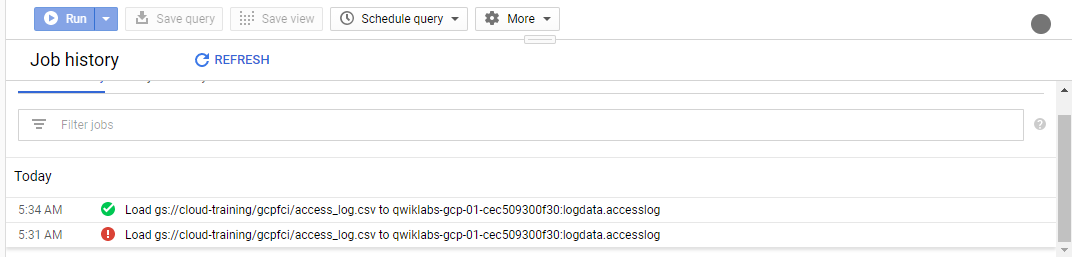 Run Save query Save view Schedule query More
Job history REFRESH
Filter jobs
Today
5:34 AM Load gs://cloud-training/gcpfci/access_log.csv to qwiklabs-gcp-01-cec509300f30:logdata.accesslog
5:31 AM Load gs://cloud-training/gcpfci/access_log.csv to qwiklabs-gcp-01-cec509300f30:logdata.accesslog